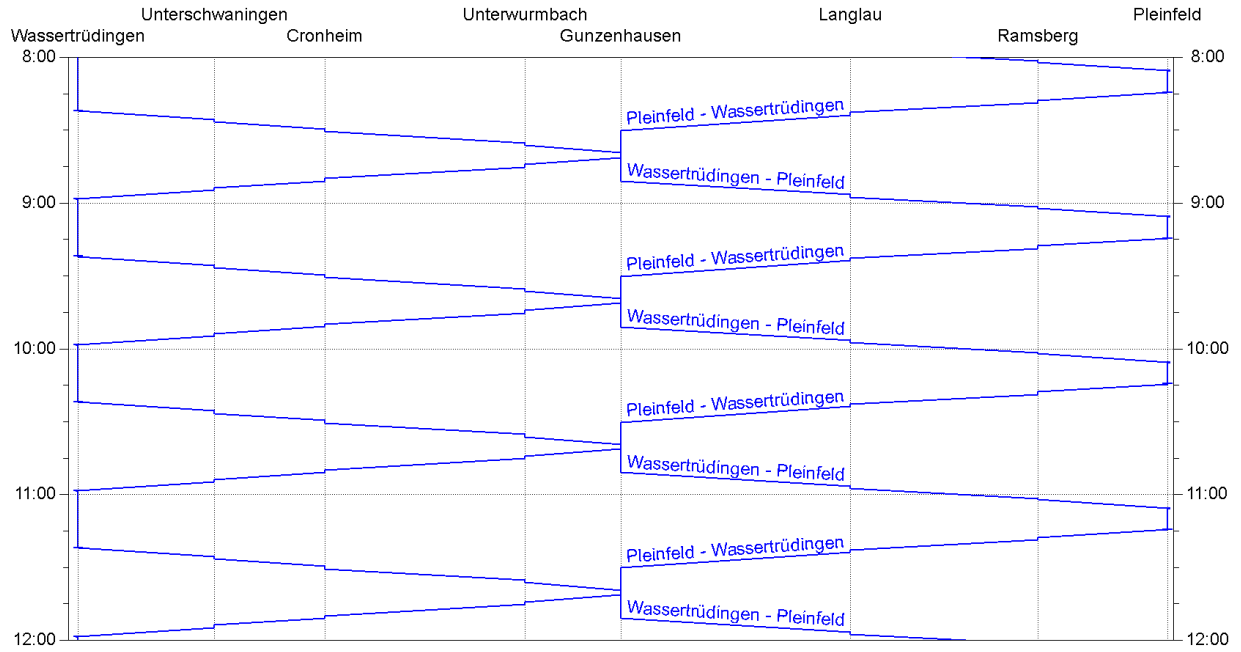 Unterschwaningen Unterwurmbach Langlau Pleinfeld
Wassertrüdingen Cronheim Gunzenhausen Ramsberg
8:00 8:00
Pleinfeld - Wassertrüdingen
Wassertrüdingen - Pleinfeld
9:00 9:00
Pleinfeld - Wassertrüdingen
Wassertrüdingen - Pleinfeld
10:00 10:00
Pleinfeld - Wassertrüdingen
Wassertrüdingen - Pleinfeld
11:00 11:00
Pleinfeld - Wassertrüdingen
Wassertrüdingen - Pleinfeld
12:00 12:00